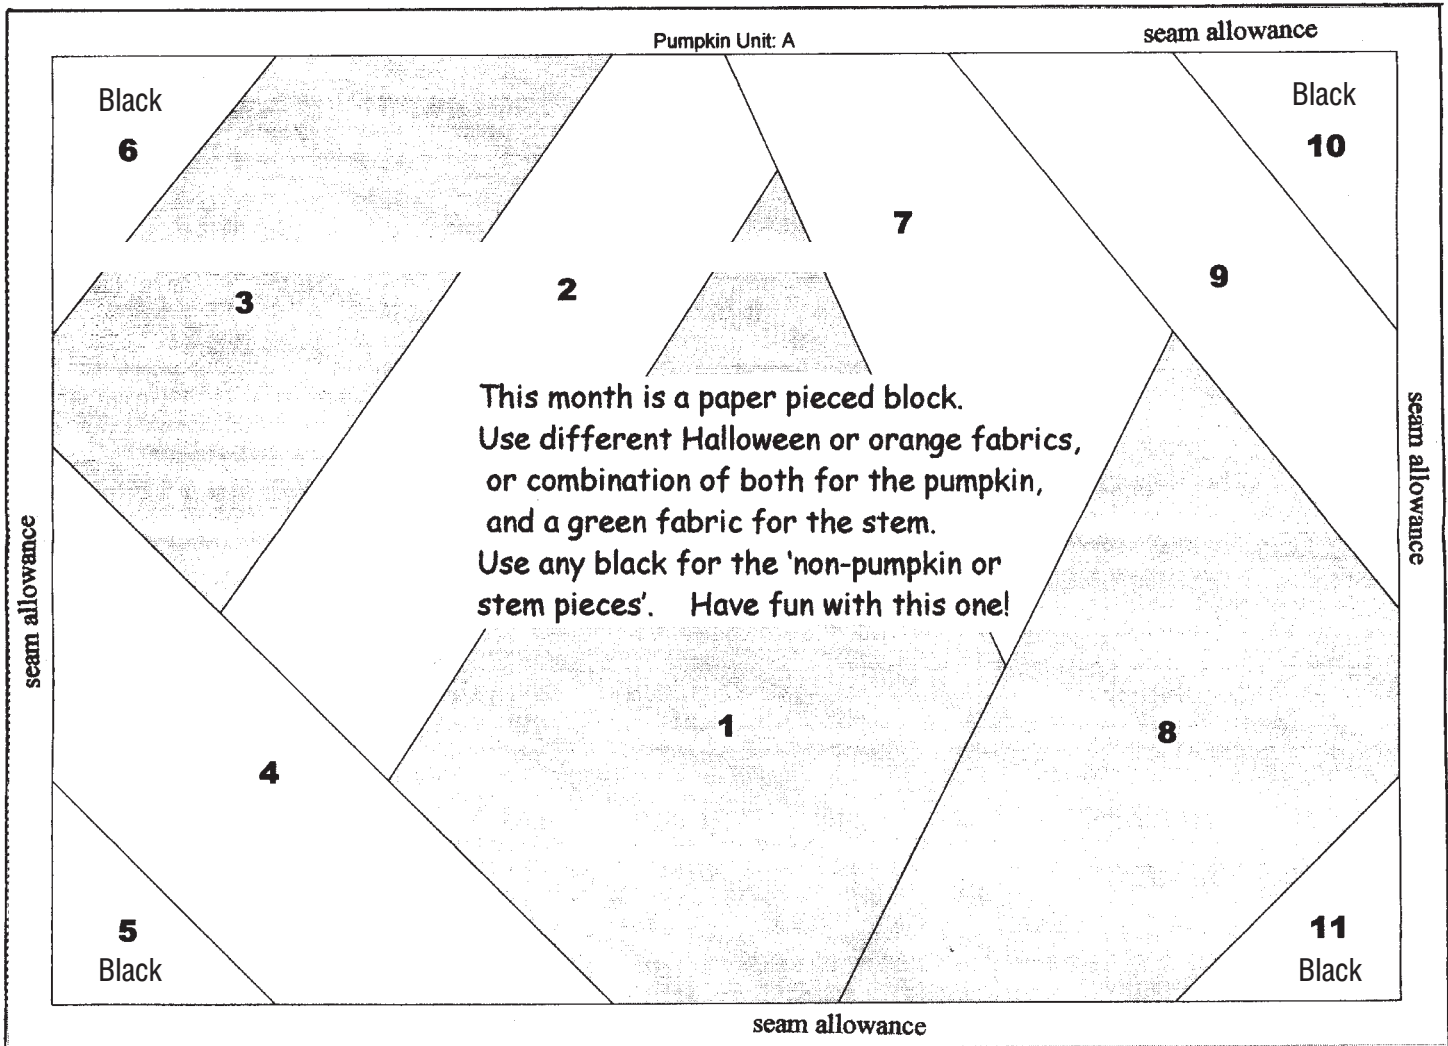 Pumpkin Unit: A
seam allowance
Black
6
Black
10
7
9
3
2
This month is a paper pieced block.
Use different Halloween or orange fabrics,
or combination of both for the pumpkin,
and a green fabric for the stem.
Use any black for the 'non-pumpkin or
stem pieces'. Have fun with this one!
seam allowance
seam allowance
1
8
4
5
Black
11
Black
seam allowance